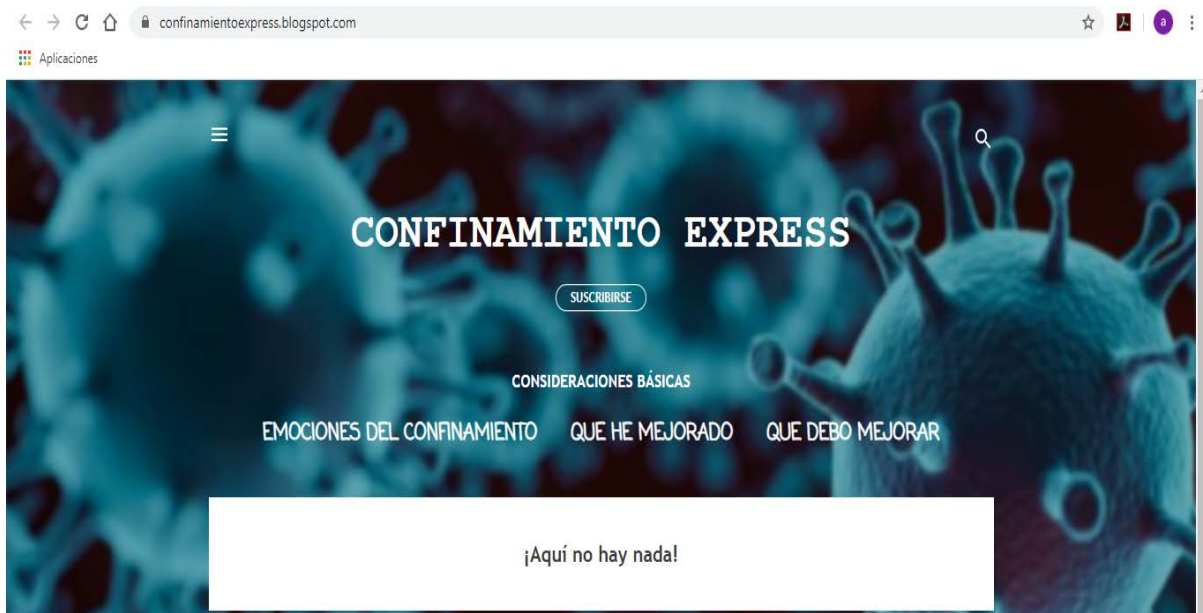 confinamientoexpress.blogspot.com
a
Aplicaciones
CONFINAMIENTO EXPRESS
SUSCRIBIRSE
CONSIDERACIONES BÁSICAS
EMOCIONES DEL CONFINAMIENTO QUE HE MEJORADO QUE DEBO MEJORAR
¡Aquí no hay nada!